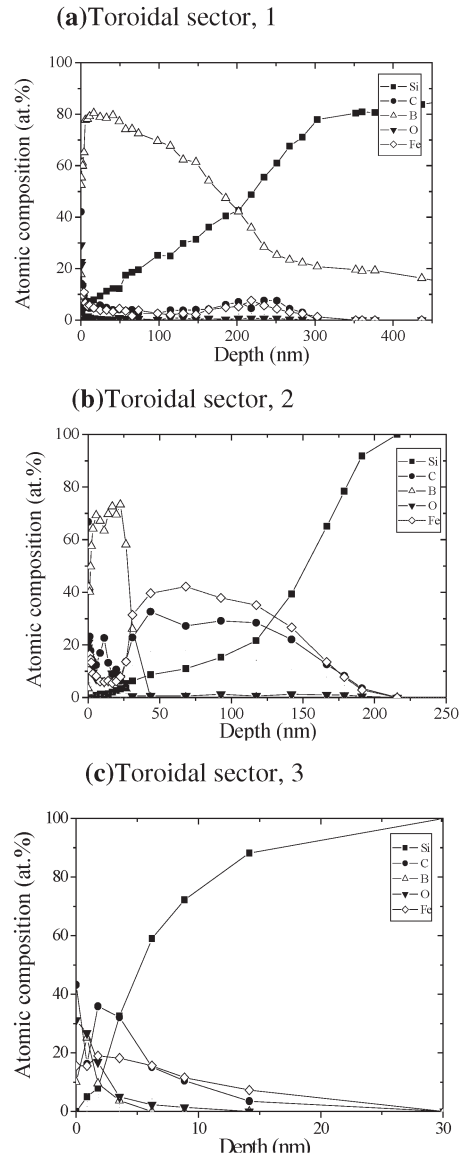 (a)Toroidal sector, 1
100
80
60
40
20
0
Atomic composition (at.%)
Si
C
B
O
Fe
0 100 200 300 400
Depth (nm)
(b)Toroidal sector, 2
100
80
60
40
20
0
Atomic composition (at.%)
Si
C
B
O
Fe
0 50 100 150 200 250
Depth (nm)
(c)Toroidal sector, 3
100
80
60
40
20
0
Atomic composition (at.%)
Si
C
B
O
Fe
0 10 20 30
Depth (nm)